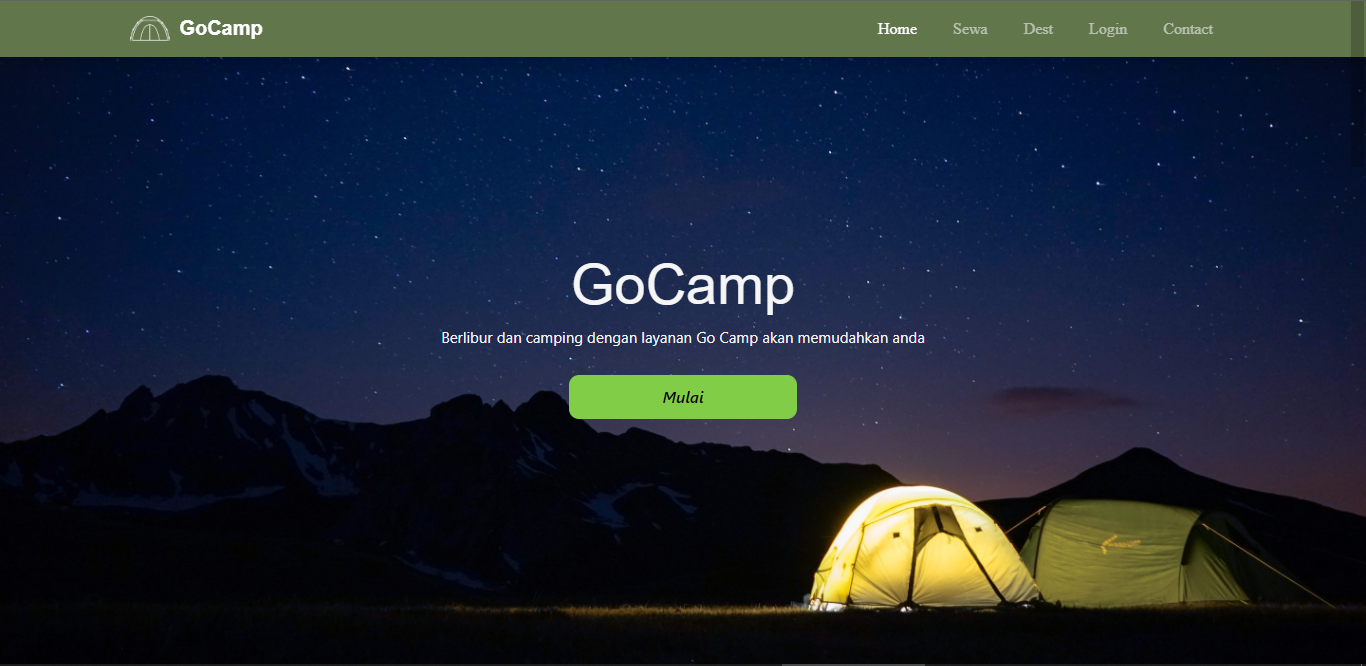 GoCamp
Home Sewa Dest Login Contact
GoCamp
Berlibur dan camping dengan layanan Go Camp akan memudahkan anda
Mulai